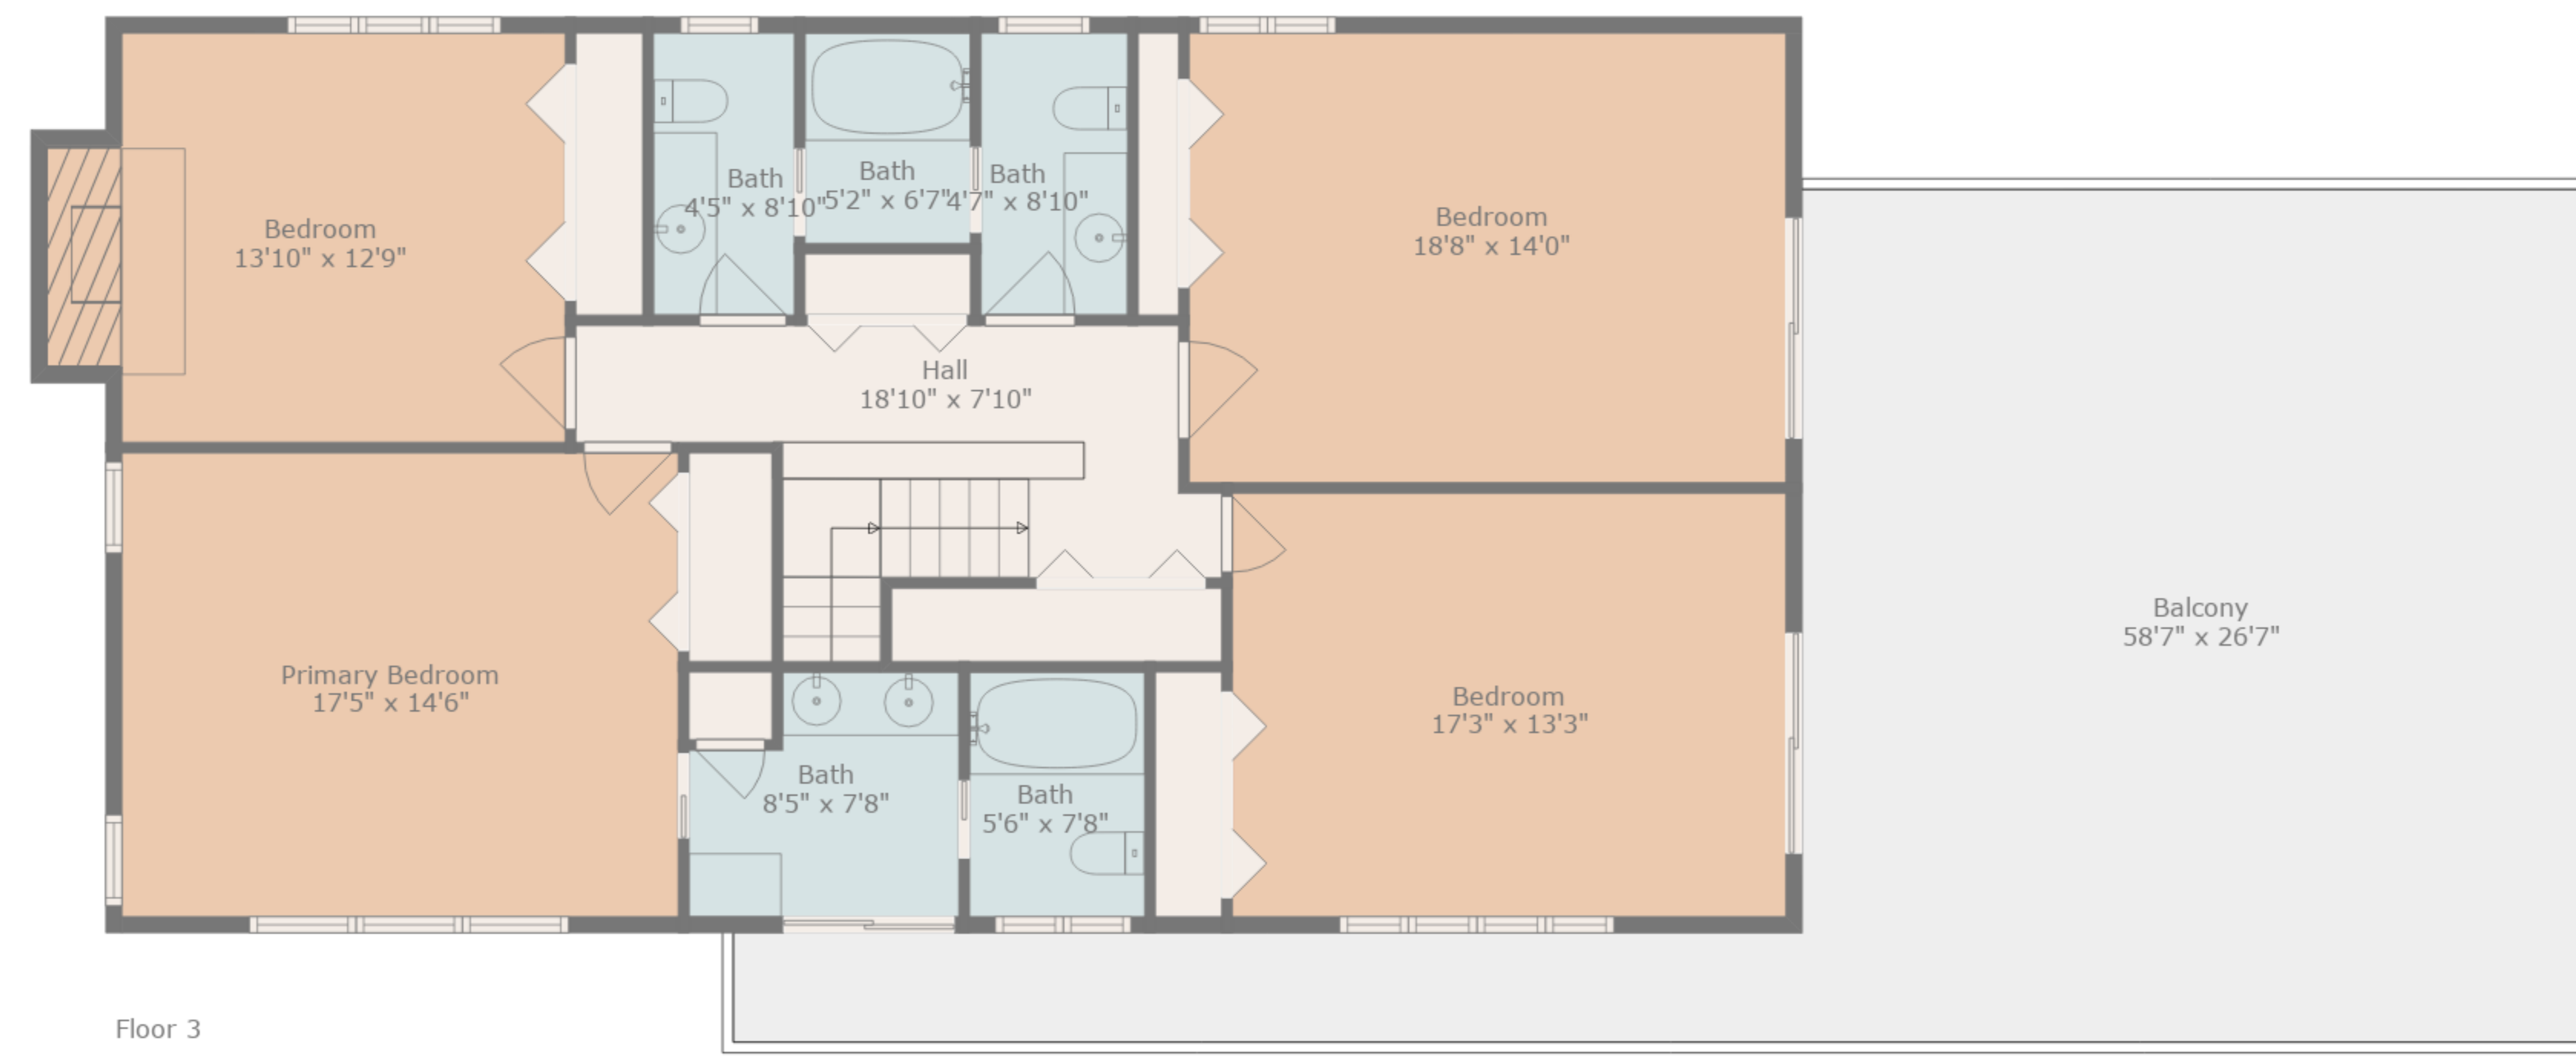 Bedroom
13'10" x 12'9"
Bath
4'5" x 8'10"
Bath
5'2" x 6'7"
Bath
4'7" x 8'10"
Bedroom
18'8" x 14'0"
Hall
18'10" x 7'10"
Primary Bedroom
17'5" x 14'6"
Bath
8'5" x 7'8"
Bath
5'6" x 7'8"
Bedroom
17'3" x 13'3"
Balcony
58'7" x 26'7"
Floor 3